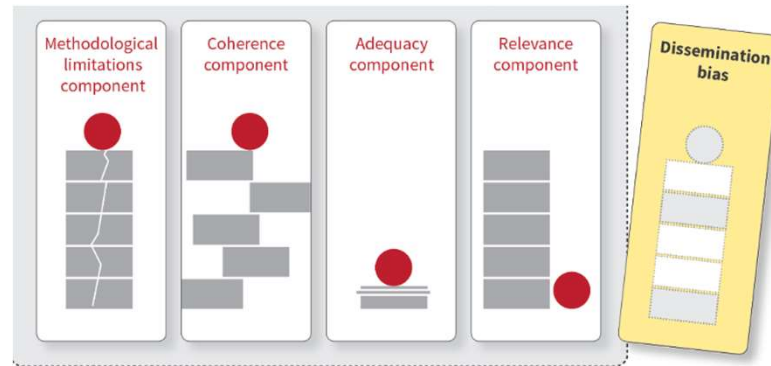 Methodological
limitations
component
Coherence
component
Adequacy
component
Relevance
component
Dissemination
bias